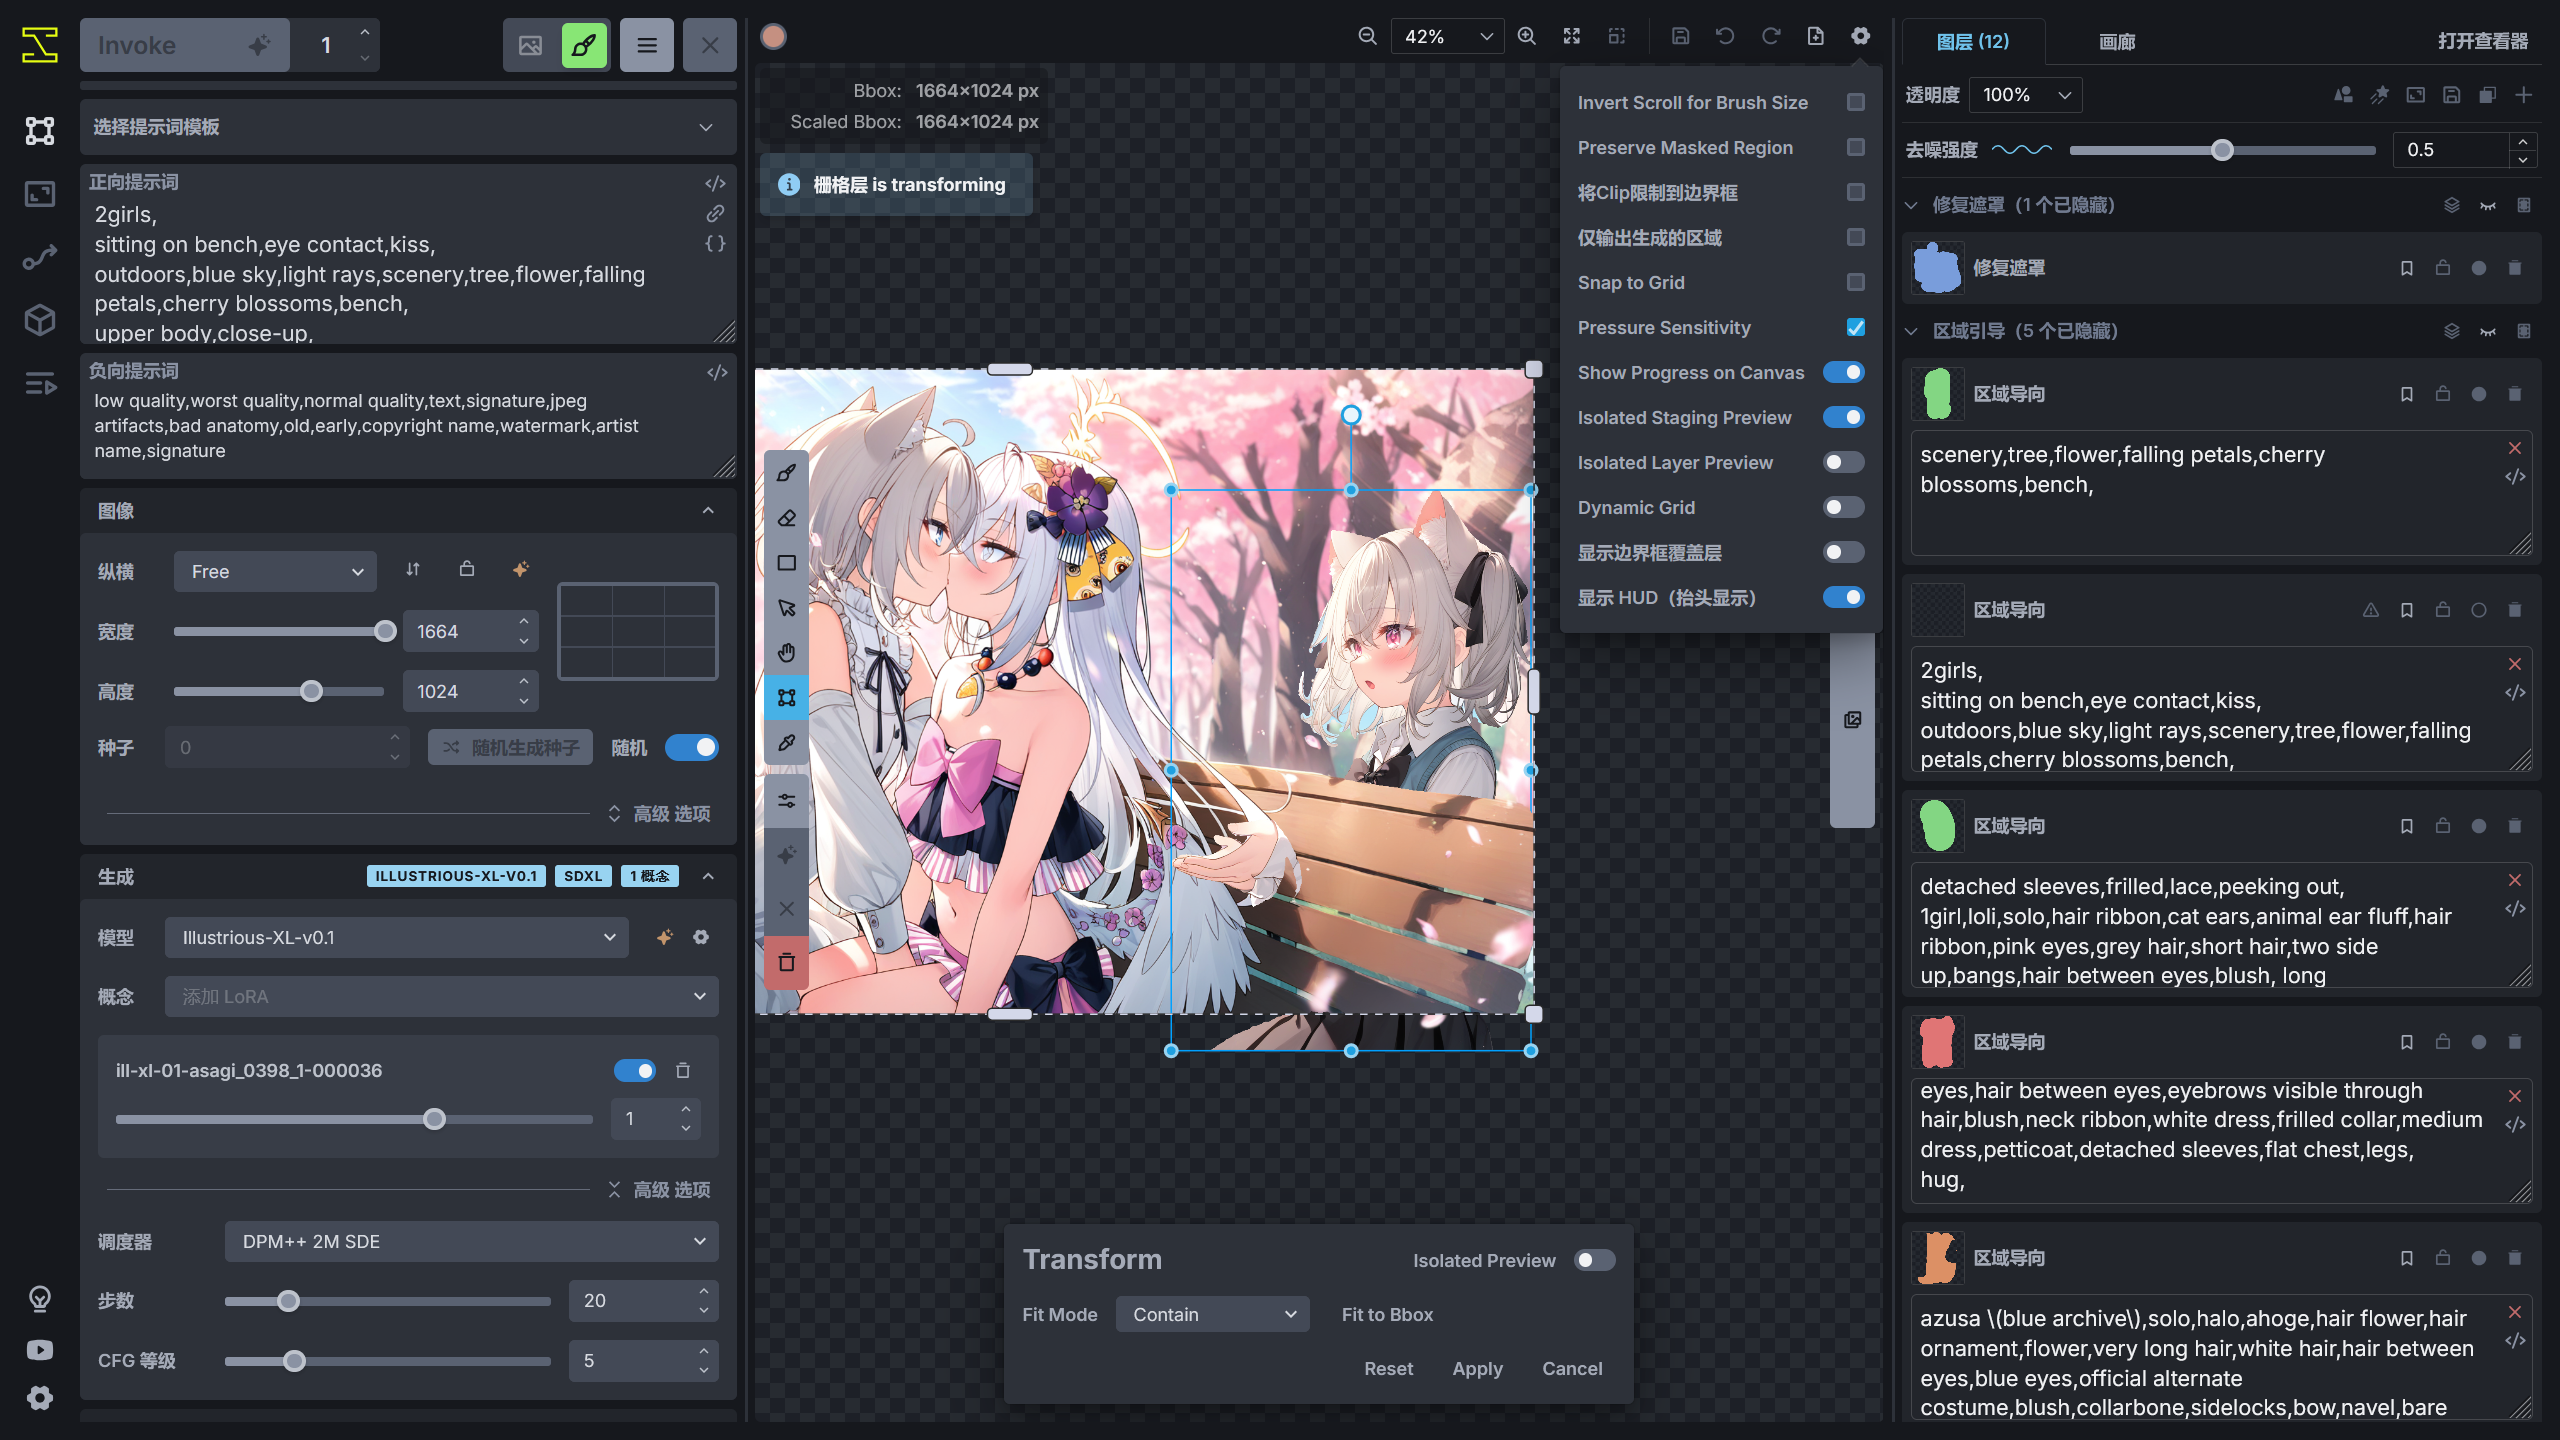 Invoke
1
选择提示词模板
正向提示词
2girls,
sitting on bench,eye contact,kiss,
outdoors,blue sky,light rays,scenery,tree,flower,falling
petals,cherry blossoms,bench,
upper body,close-up,
负向提示词
low quality,worst quality,normal quality,text,signature,jpeg
artifacts,bad anatomy,old,early,copyright name,watermark,artist
name,signature
图像
纵横
Free
宽度
1664
高度
1024
种子
0
随机生成种子
随机
高级 选项
生成
ILLUSTRIOUS-XL-V0.1
SDXL
1 概念
模型
Illustrious-XL-v0.1
概念
添加 LoRA
ill-xl-01-asagi_0398_1-000036
1
高级 选项
调度器
DPM++ 2M SDE
步数
20
CFG 等级
5
42%
Bbox: 1664×1024 px
Scaled Bbox: 1664×1024 px
栅格层 is transforming
Invert Scroll for Brush Size
Preserve Masked Region
将Clip限制到边界框
仅输出生成的区域
Snap to Grid
Pressure Sensitivity
Show Progress on Canvas
Isolated Staging Preview
Isolated Layer Preview
Dynamic Grid
显示边界框覆盖层
显示 HUD（抬头显示）
Transform
Isolated Preview
Fit Mode
Contain
Fit to Bbox
Reset
Apply
Cancel
图层 (12)
画廊
打开查看器
透明度
100%
去噪强度
0.5
修复遮罩（1 个已隐藏）
修复遮罩
区域引导（5 个已隐藏）
区域导向
scenery,tree,flower,falling petals,cherry
blossoms,bench,
区域导向
2girls,
sitting on bench,eye contact,kiss,
outdoors,blue sky,light rays,scenery,tree,flower,falling
petals,cherry blossoms,bench,
区域导向
detached sleeves,frilled,lace,peeking out,
1girl,loli,solo,hair ribbon,cat ears,animal ear fluff,hair
ribbon,pink eyes,grey hair,short hair,two side
up,bangs,hair between eyes,blush, long
区域导向
eyes,hair between eyes,eyebrows visible through
hair,blush,neck ribbon,white dress,frilled collar,medium
dress,petticoat,detached sleeves,flat chest,legs,
hug,
区域导向
azusa \(blue archive\),solo,halo,ahoge,hair flower,hair
ornament,flower,very long hair,white hair,hair between
eyes,blue eyes,official alternate
costume,blush,collarbone,sidelocks,bow,navel,bare